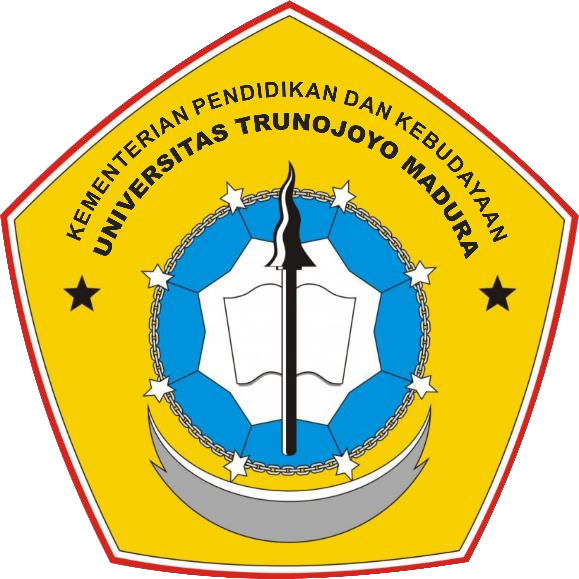 KEMENTERIAN PENDIDIKAN DAN KEBUDAYAAN
UNIVERSITAS TRUNOJOYO MADURA